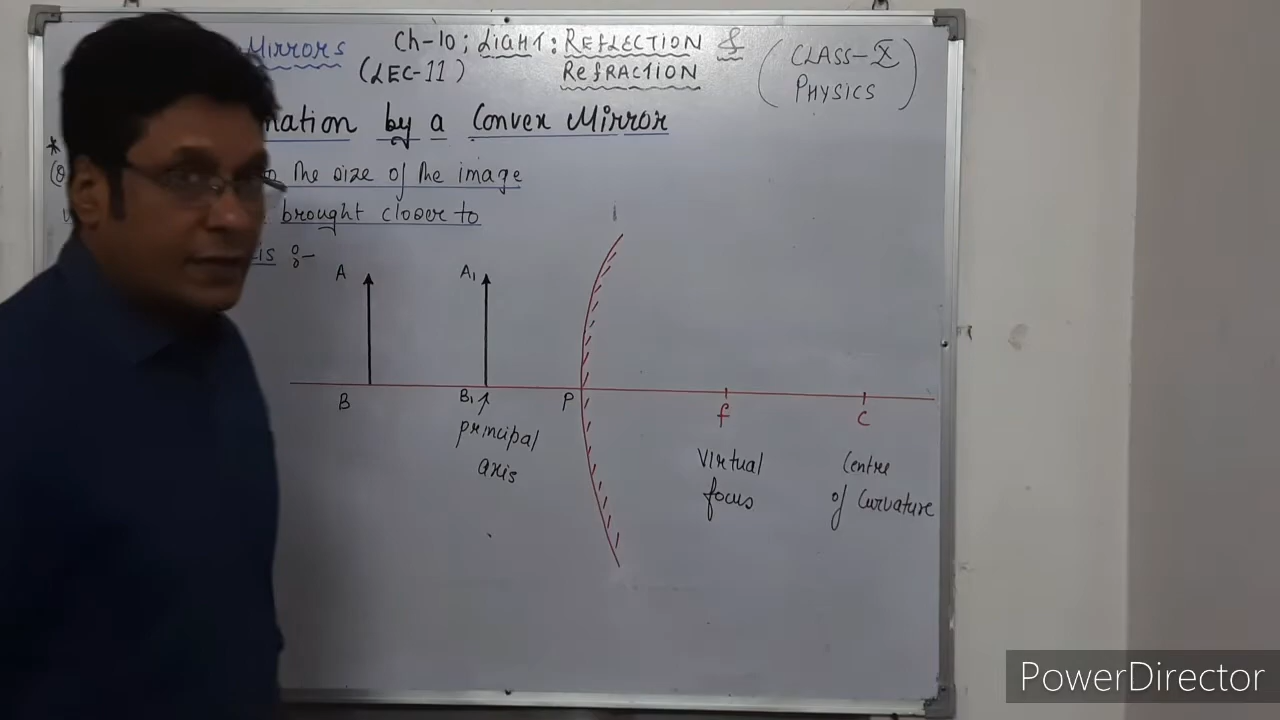 Mirrors
Ch-10; Light: Reflection &
Refraction
(Lec-11)
(Class-X
Physics)
by a Convex Mirror
the size of the image
brought closer to
is :-
A
A₁
B
B₁
P
f
C
principal
axis
Virtual
focus
Centre
of Curvature
PowerDirector